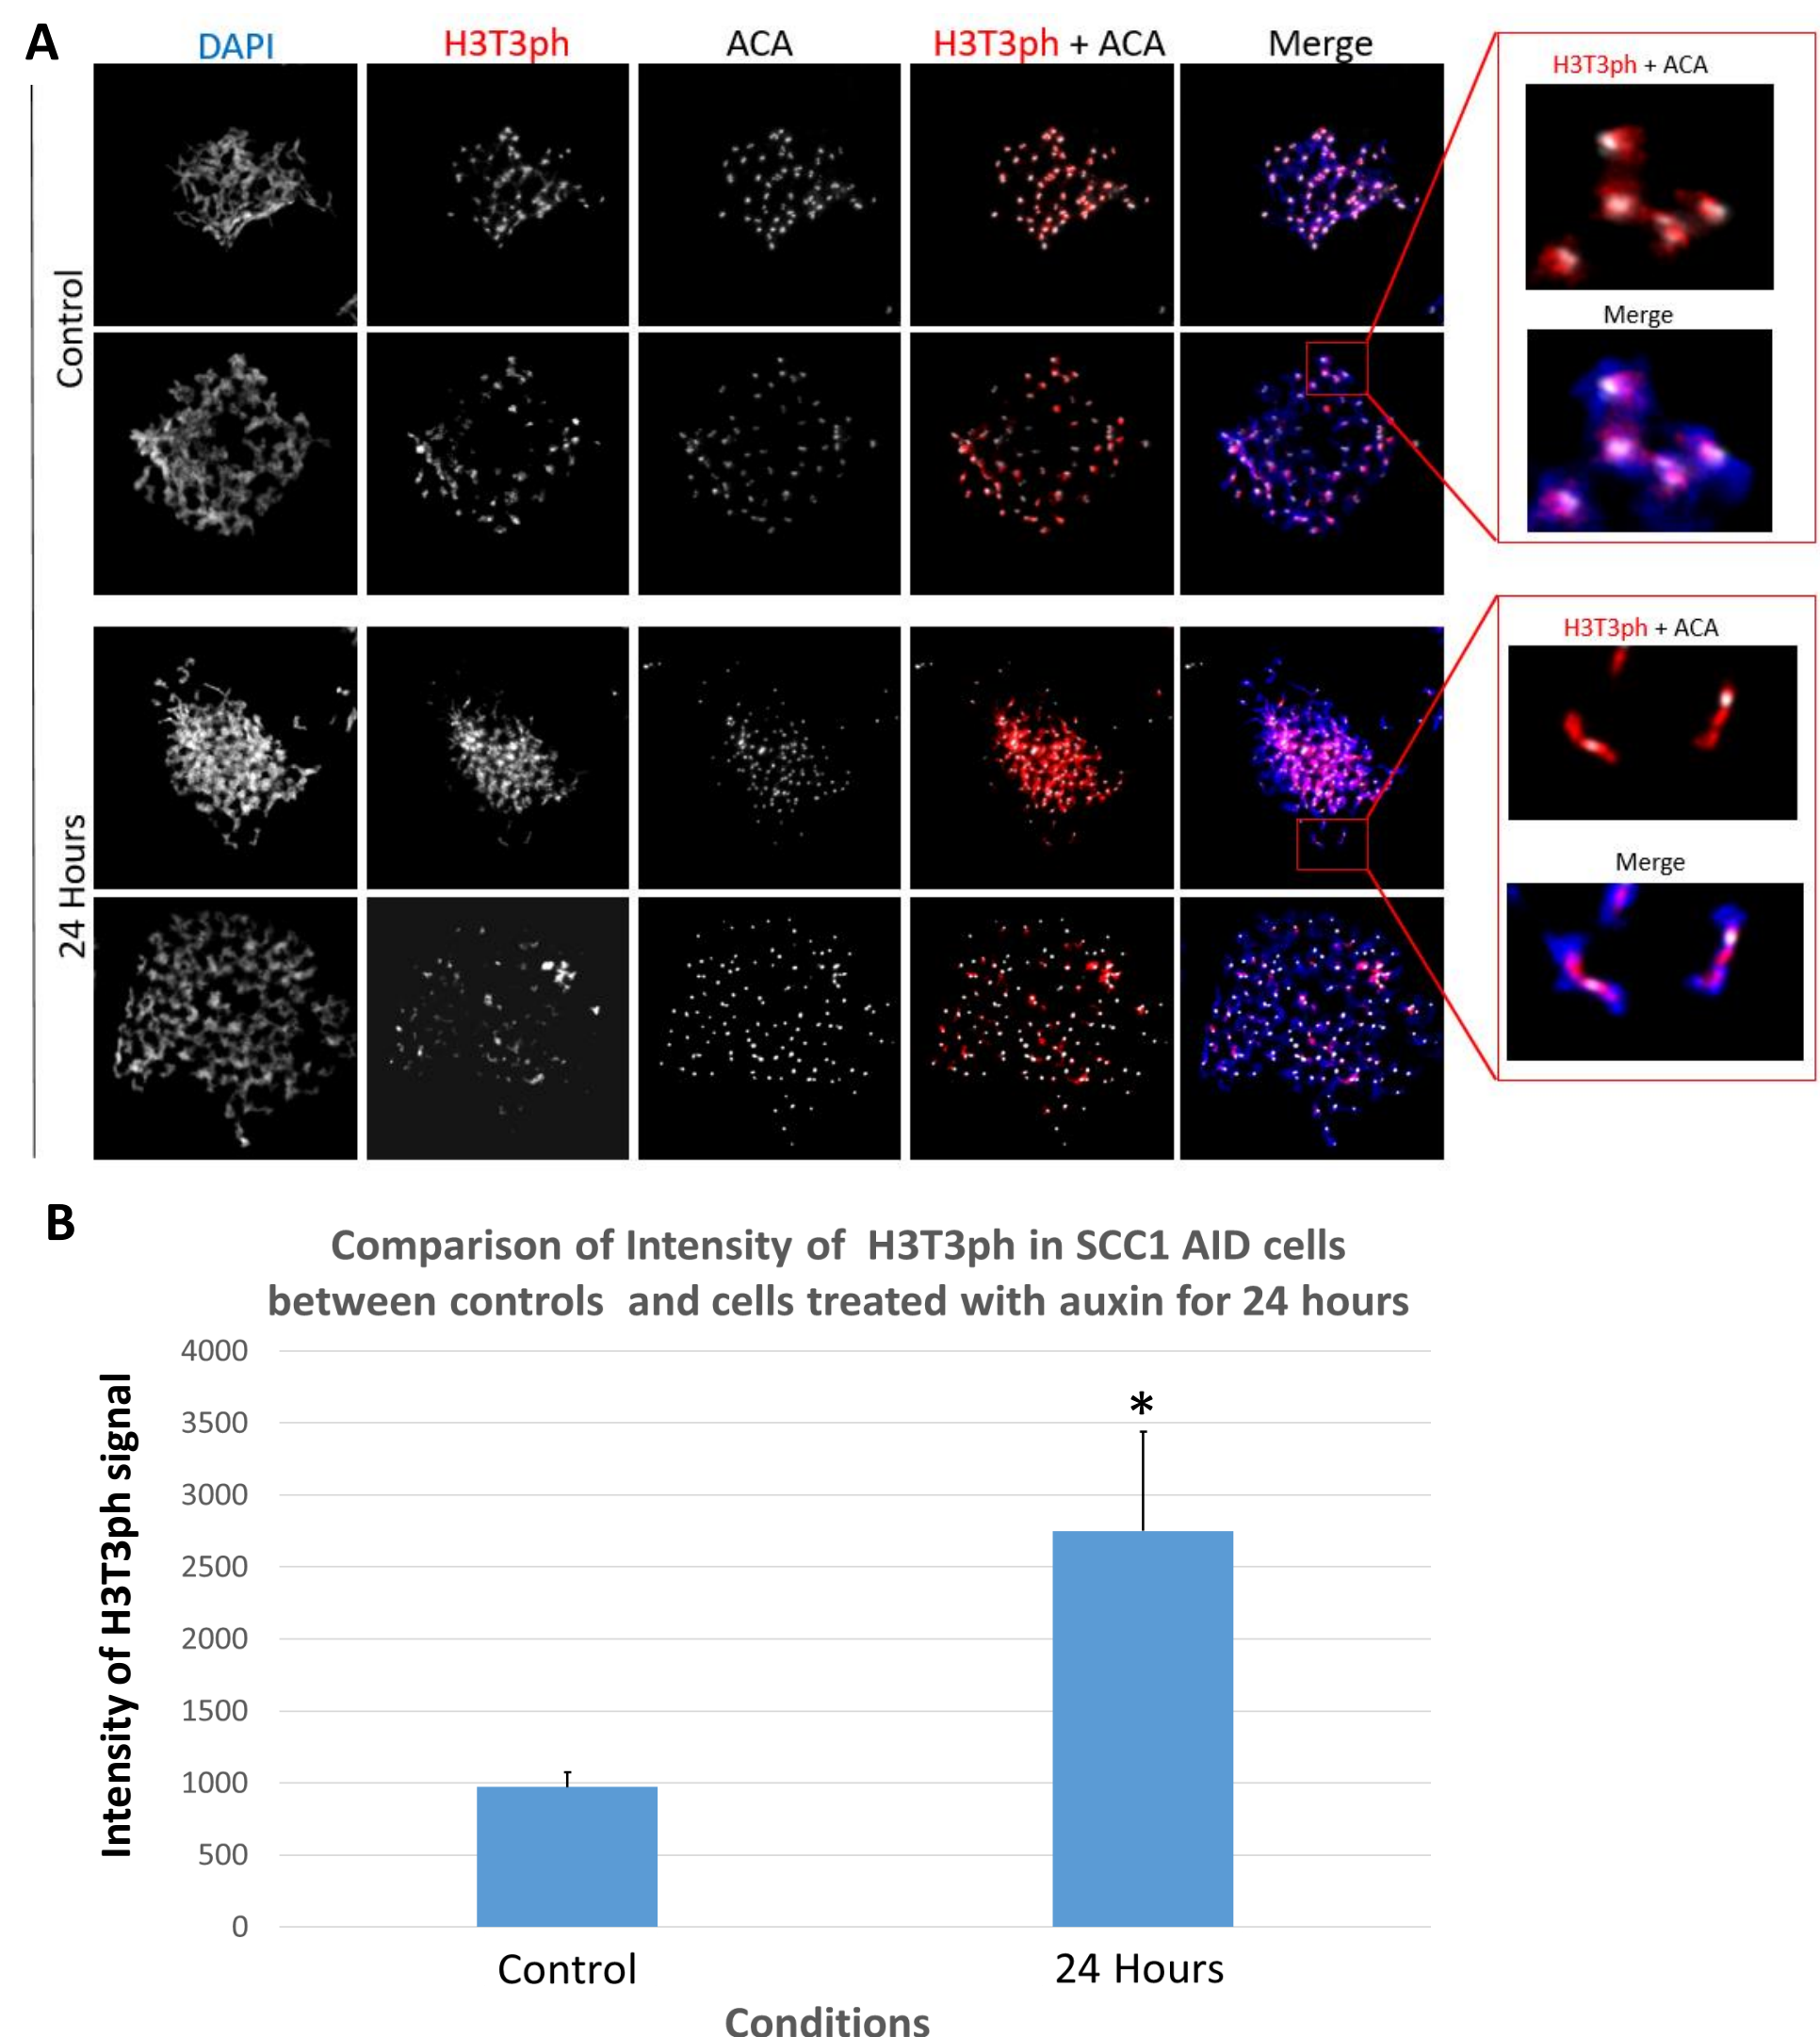 A
DAPI
H3T3ph
ACA
H3T3ph + ACA
Merge
H3T3ph + ACA
Merge
Control
H3T3ph + ACA
Merge
24 Hours
B
Comparison of Intensity of H3T3ph in SCC1 AID cells
between controls and cells treated with auxin for 24 hours
Intensity of H3T3ph signal
4000
3500
3000
2500
2000
1500
1000
500
0
*
Control
24 Hours
Conditions